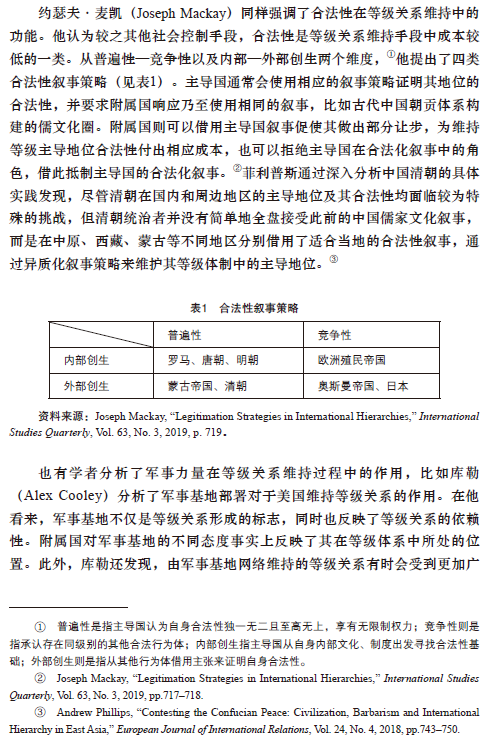 约瑟夫·麦凯（Joseph Mackay）同样强调了合法性在等级关系维持中的
功能。他认为较之其他社会控制手段，合法性是等级关系维持手段中成本较
低的一类。从普遍性—竞争性以及内部—外部创生两个维度，①他提出了四类
合法性叙事策略（见表1）。主导国通常会使用相应的叙事策略证明其地位的
合法性，并要求附属国响应乃至使用相同的叙事，比如古代中国朝贡体系构
建的儒文化圈。附属国则可以借用主导国叙事促使其做出部分让步，为维持
等级主导地位合法性付出相应成本，也可以拒绝主导国在合法化叙事中的角
色，借此抵制主导国的合法化叙事。②菲利普斯通过深入分析中国清朝的具体
实践发现，尽管清朝在国内和周边地区的主导地位及其合法性均面临较为特
殊的挑战，但清朝统治者并没有简单地全盘接受此前的中国儒家文化叙事，
而是在中原、西藏、蒙古等不同地区分别借用了适合当地的合法性叙事，通
过异质化叙事策略来维护其等级体制中的主导地位。③
表1 合法性叙事策略
普遍性 竞争性
内部创生 罗马、唐朝、明朝 欧洲殖民帝国
外部创生 蒙古帝国、清朝 奥斯曼帝国、日本
资料来源：Joseph Mackay, “Legitimation Strategies in International Hierarchies,” International
Studies Quarterly, Vol. 63, No. 3, 2019, p. 719。
也有学者分析了军事力量在等级关系维持过程中的作用，比如库勒
（Alex Cooley）分析了军事基地部署对于美国维持等级关系的作用。在他
看来，军事基地不仅是等级关系形成的标志，同时也反映了等级关系的依赖
性。附属国对军事基地的不同态度事实上反映了其在等级体系中所处的位
置。此外，库勒还发现，由军事基地网络维持的等级关系有时会受到更加广
① 普遍性是指主导国认为自身合法性独一无二且至高无上，享有无限制权力；竞争性则是
指承认存在同级别的其他合法行为体；内部创生指主导国从自身内部文化、制度出发寻找合法性基
础；外部创生则是指从其他行为体借用主张来证明自身合法性。
② Joseph Mackay, “Legitimation Strategies in International Hierarchies,” International Studies
Quarterly, Vol. 63, No. 3, 2019, pp.717–718.
③ Andrew Phillips, “Contesting the Confucian Peace: Civilization, Barbarism and International
Hierarchy in East Asia,” European Journal of International Relations, Vol. 24, No. 4, 2018, pp.743–750.